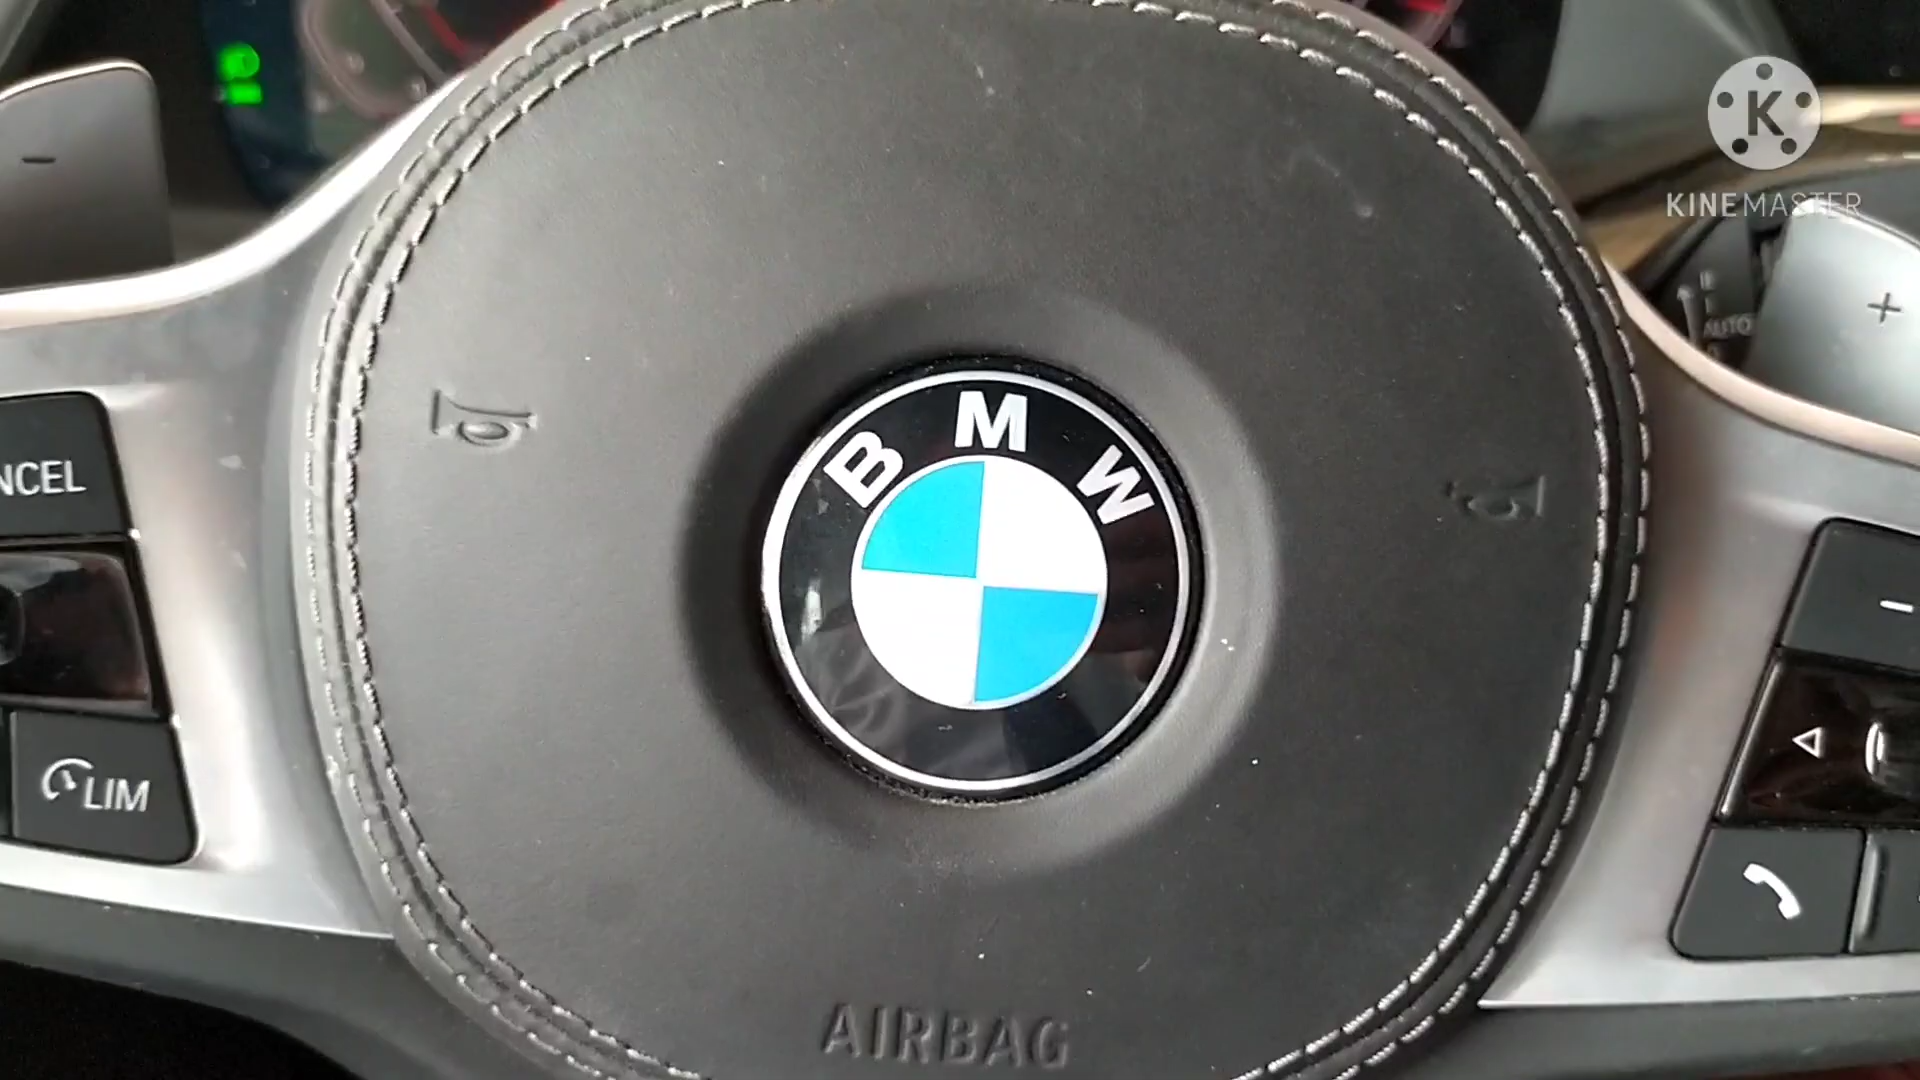 K
KINEMASTER
−
+
AUTO
BMW
NCEL
−
LIM
AIRBAG